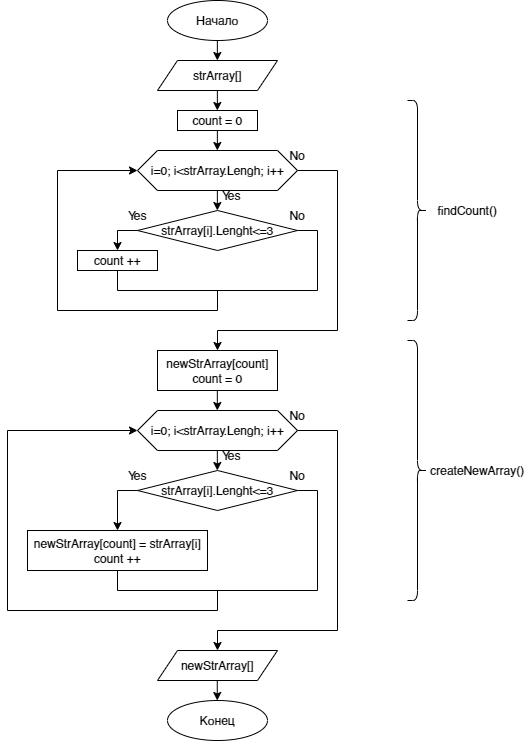 Начало
strArray[]
count = 0
i=0; i<strArray.Lengh; i++
No
Yes
strArray[i].Lenght<=3
Yes
No
count ++
findCount()
newStrArray[count]
count = 0
i=0; i<strArray.Lengh; i++
No
Yes
strArray[i].Lenght<=3
Yes
No
newStrArray[count] = strArray[i]
count ++
createNewArray()
newStrArray[]
Конец